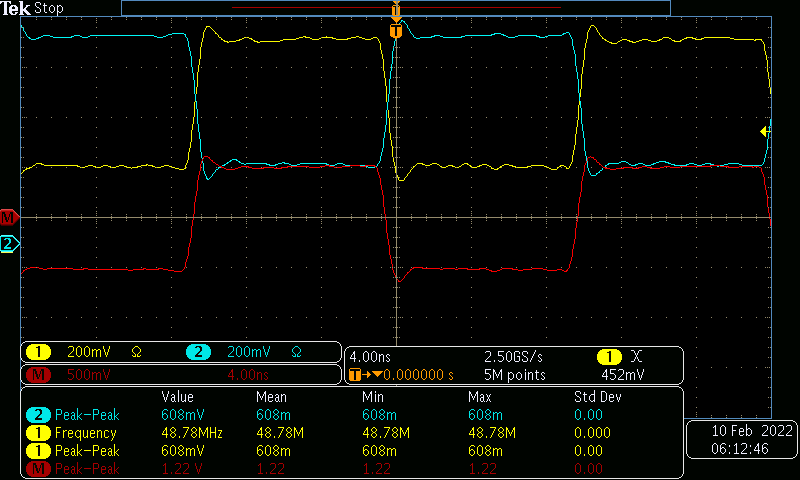 Tek Stop
T
T
M
2
1 200mV Ω 2 200mV Ω
M 500mV 4.00ns
4.00ns 2.50GS/s 1
T→▼0.000000 s 5M points 452mV
Value Mean Min Max Std Dev
2 Peak-Peak 608mV 608m 608m 608m 0.00
1 Frequency 48.78MHz 48.78M 48.78M 48.78M 0.000
1 Peak-Peak 608mV 608m 608m 608m 0.00
M Peak-Peak 1.22 V 1.22 1.22 1.22 0.00
10 Feb 2022
06:12:46